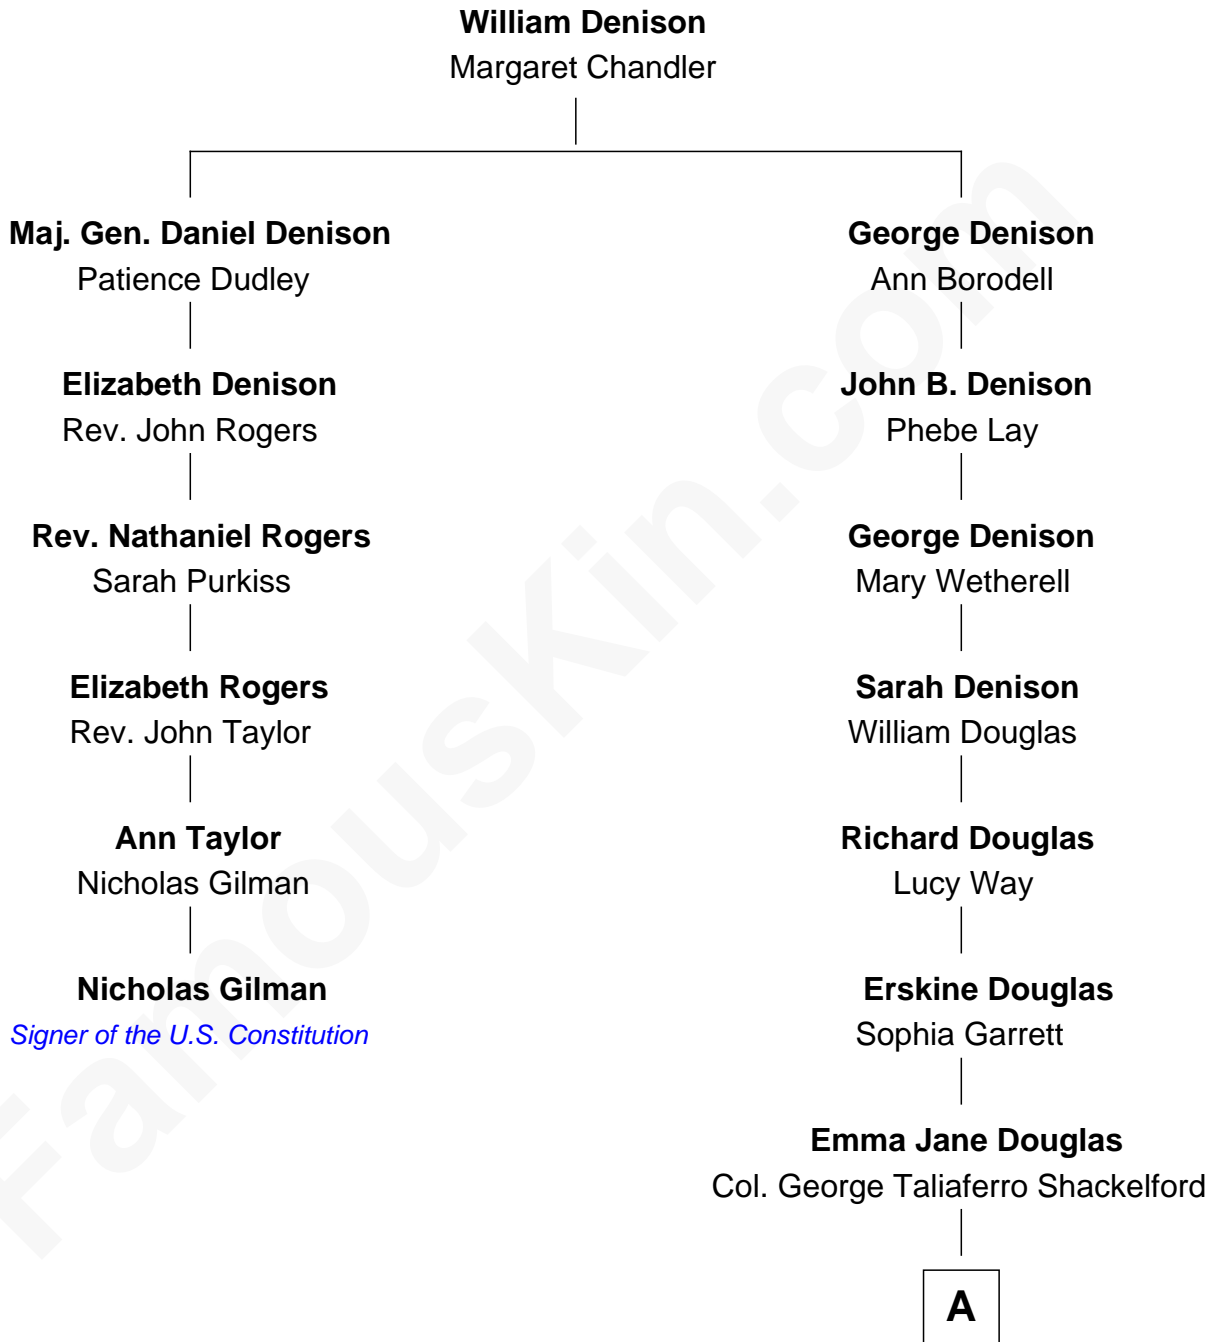 William Denison
Margaret Chandler
Maj. Gen. Daniel Denison
Patience Dudley
George Denison
Ann Borodell
Elizabeth Denison
Rev. John Rogers
John B. Denison
Phebe Lay
Rev. Nathaniel Rogers
Sarah Purkiss
George Denison
Mary Wetherell
Elizabeth Rogers
Rev. John Taylor
Sarah Denison
William Douglas
Ann Taylor
Nicholas Gilman
Richard Douglas
Lucy Way
Nicholas Gilman
Signer of the U.S. Constitution
Erskine Douglas
Sophia Garrett
Emma Jane Douglas
Col. George Taliaferro Shackelford
A
FamousKin.com